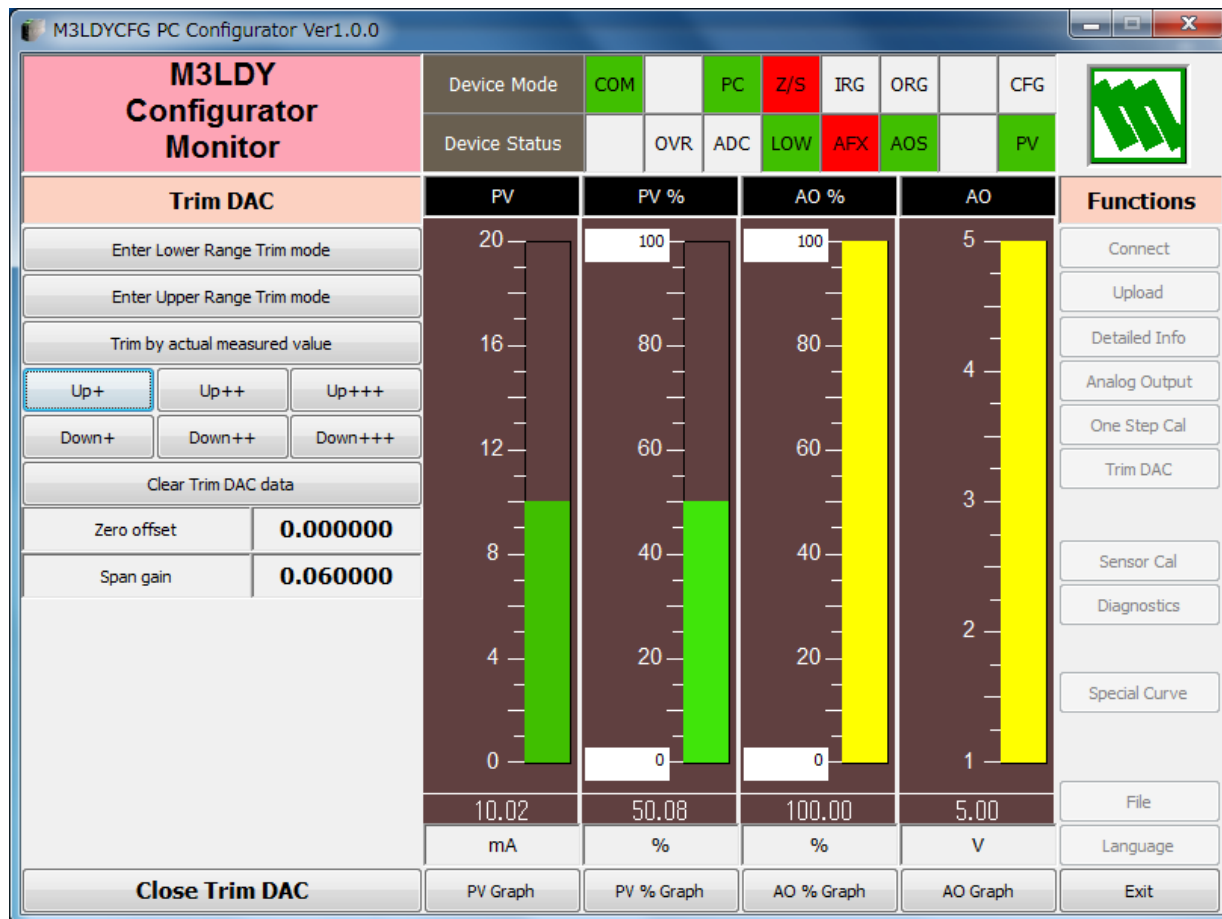 M3LDYCFG PC Configurator Ver1.0.0
M3LDY
Configurator
Monitor
Device Mode COM PC Z/S IRG ORG CFG
Device Status OVR ADC LOW AFX AOS PV
Trim DAC
Enter Lower Range Trim mode
Enter Upper Range Trim mode
Trim by actual measured value
Up+ Up++ Up+++
Down+ Down++ Down+++
Clear Trim DAC data
Zero offset 0.000000
Span gain 0.060000
Close Trim DAC
PV PV % AO % AO
20 100 100 5
16 80 80
4
12 60 60
3
8 40 40
2
4 20 20
0 0 0 1
10.02 50.08 100.00 5.00
mA % % V
PV Graph PV % Graph AO % Graph AO Graph
Functions
Connect
Upload
Detailed Info
Analog Output
One Step Cal
Trim DAC
Sensor Cal
Diagnostics
Special Curve
File
Language
Exit